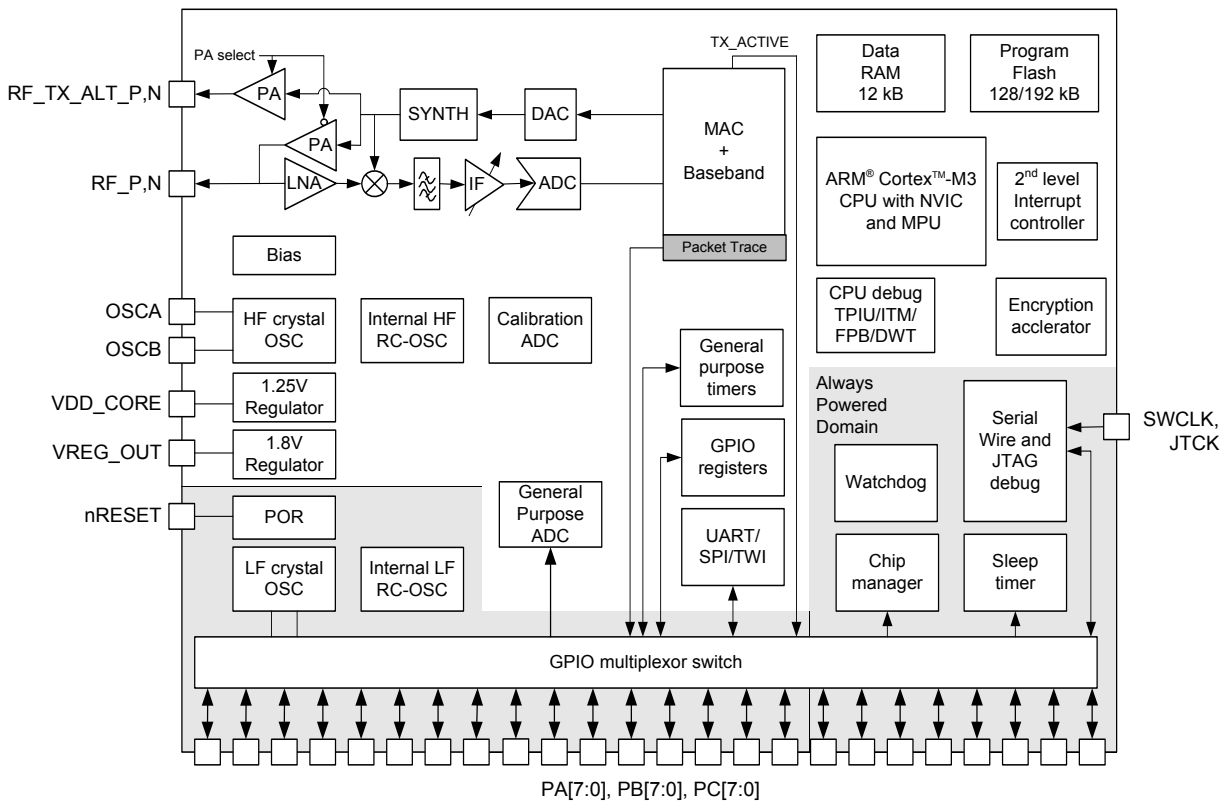 TX_ACTIVE
PA select
Data
RAM
12 kB
Program
Flash
128/192 kB
RF_TX_ALT_P,N
PA
SYNTH
DAC
MAC
+
Baseband
PA
RF_P,N
LNA
IF
ADC
ARM® Cortex™-M3
CPU with NVIC
and MPU
2nd level
Interrupt
controller
Packet Trace
Bias
OSCA
OSCB
HF crystal
OSC
Internal HF
RC-OSC
Calibration
ADC
CPU debug
TPIU/ITM/
FPB/DWT
Encryption
acclerator
General
purpose
timers
Always
Powered
Domain
VDD_CORE
1.25V
Regulator
Serial
Wire and
JTAG
debug
SWCLK,
JTCK
VREG_OUT
1.8V
Regulator
GPIO
registers
Watchdog
nRESET
POR
General
Purpose
ADC
UART/
SPI/TWI
LF crystal
OSC
Internal LF
RC-OSC
Chip
manager
Sleep
timer
GPIO multiplexor switch
PA[7:0], PB[7:0], PC[7:0]